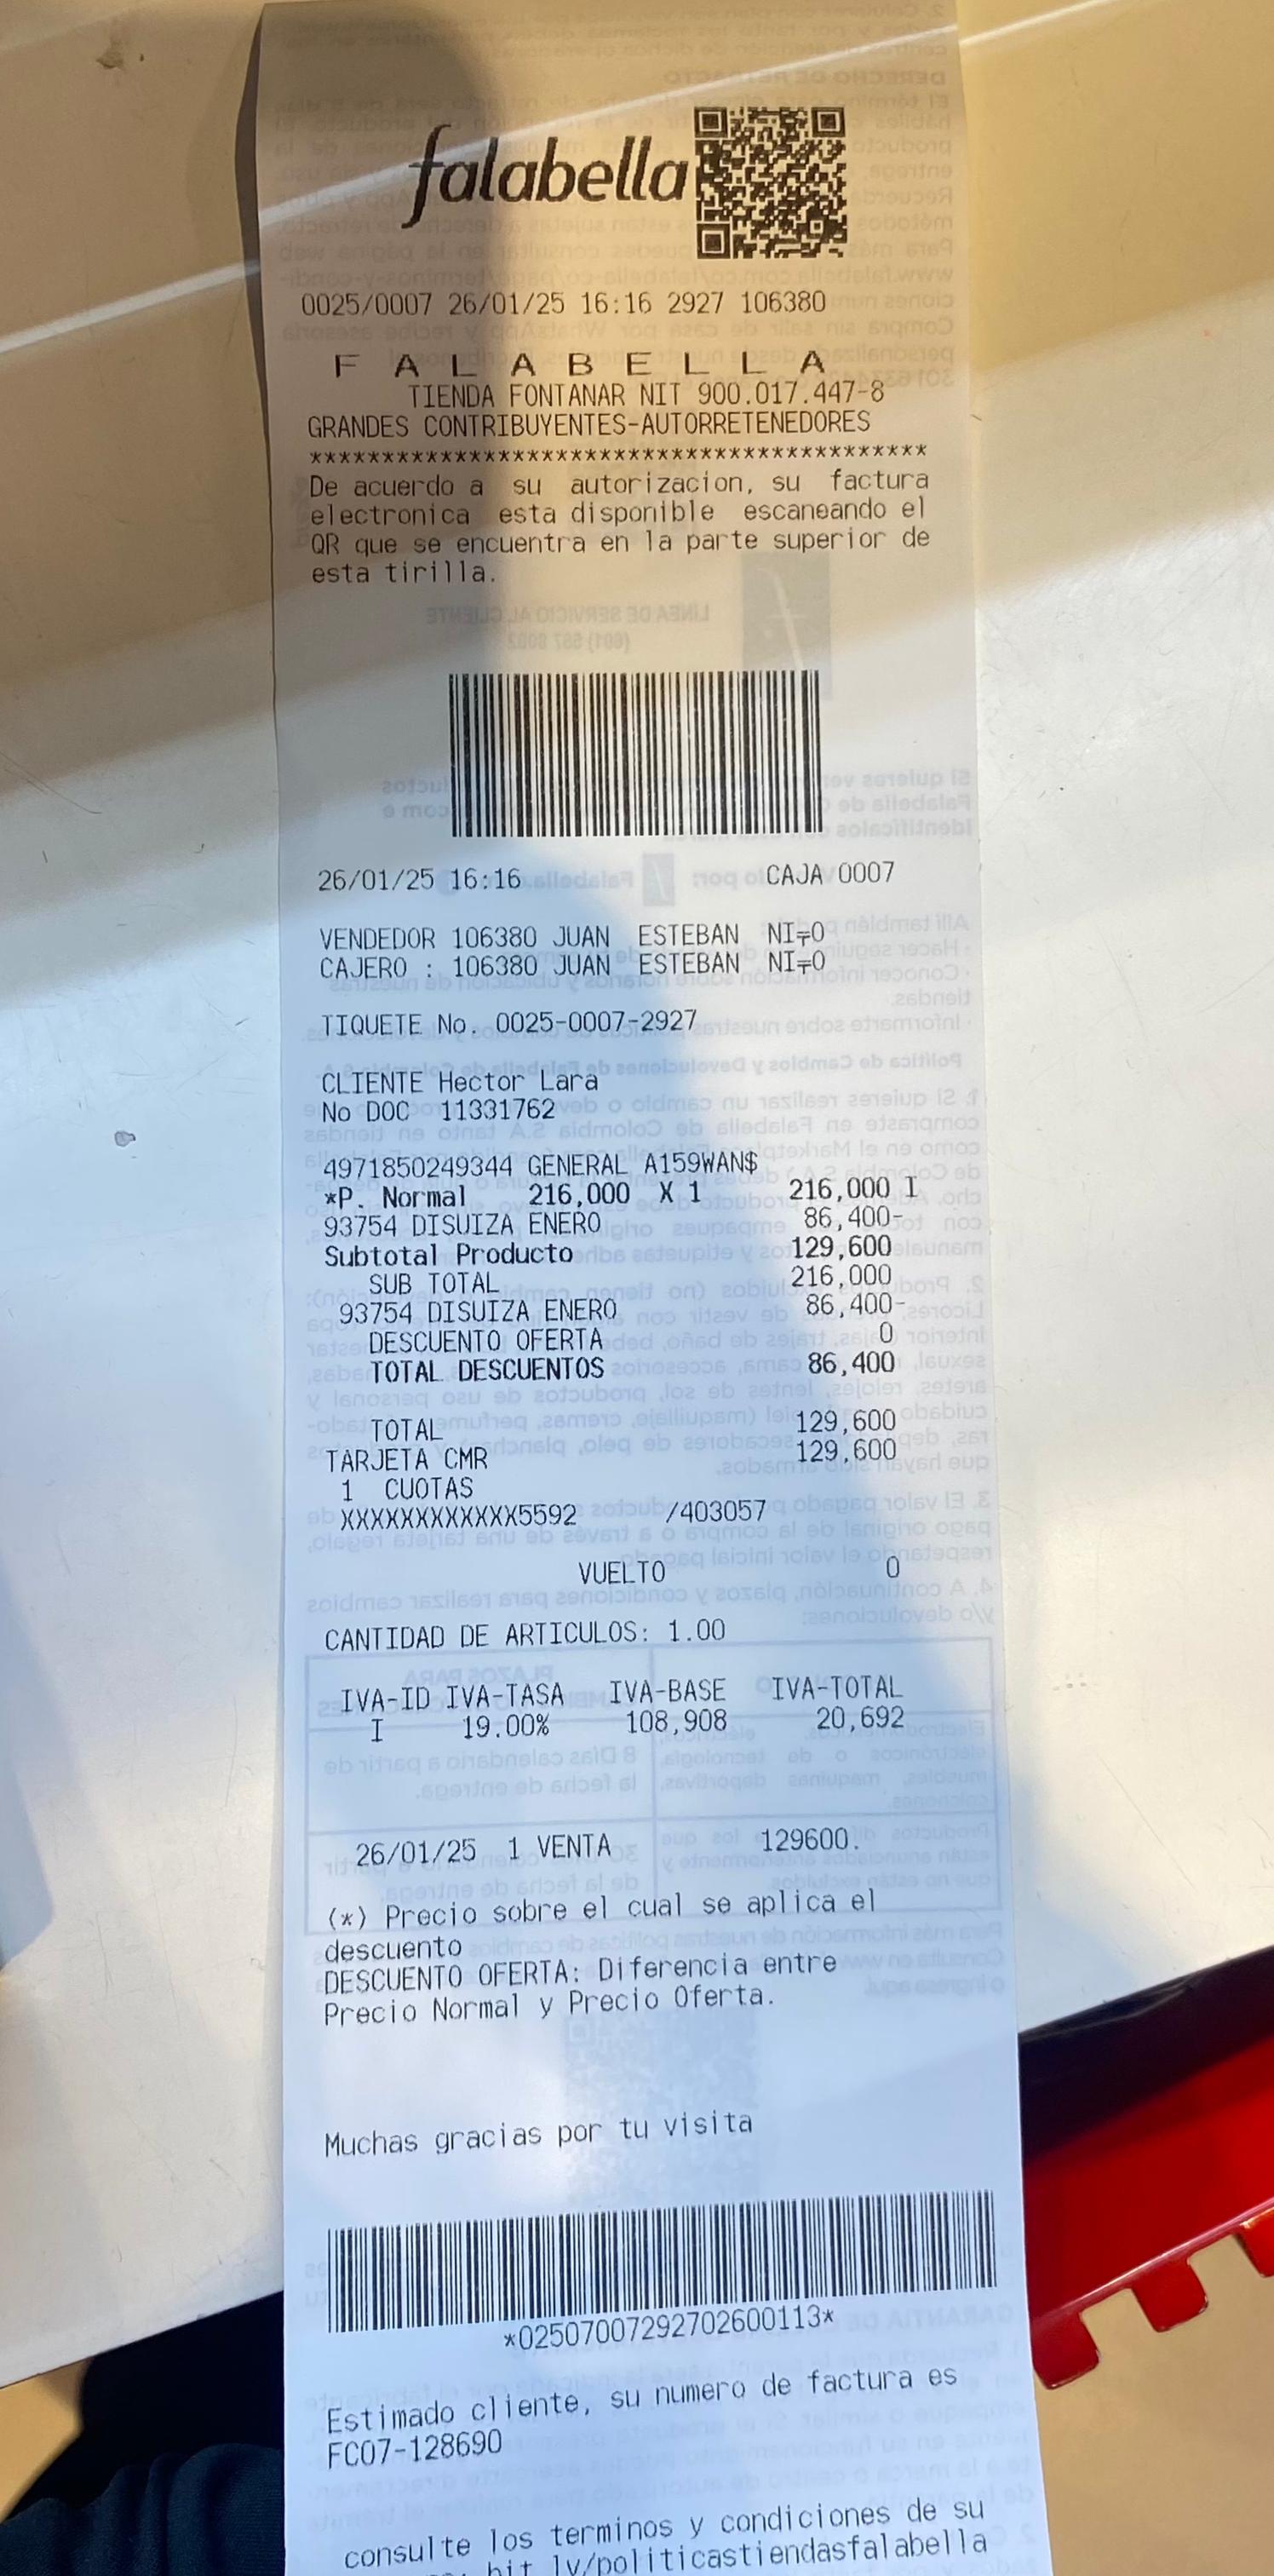 falabella
0025/0007 26/01/25 16:16 2927 106380
F A L A B E L L A
TIENDA FONTANAR NIT 900.017.447-8
GRANDES CONTRIBUYENTES-AUTORRETENEDORES
*******************************************
De acuerdo a su autorizacion, su factura
electronica esta disponible escaneando el
QR que se encuentra en la parte superior de
esta tirilla.
26/01/25 16:16 CAJA 0007
VENDEDOR 106380 JUAN ESTEBAN NI╤O
CAJERO : 106380 JUAN ESTEBAN NI╤O
TIQUETE No. 0025-0007-2927
CLIENTE Hector Lara
No DOC 11331762
4971850249344 GENERAL A159WAN$
*P. Normal 216,000 X 1 216,000 I
93754 DISUIZA ENERO 86,400-
Subtotal Producto 129,600
SUB TOTAL 216,000
93754 DISUIZA ENERO 86,400-
DESCUENTO OFERTA 0
TOTAL DESCUENTOS 86,400
TOTAL 129,600
TARJETA CMR 129,600
1 CUOTAS
XXXXXXXXXXXX5592 /403057
VUELTO 0
CANTIDAD DE ARTICULOS: 1.00
IVA-ID IVA-TASA IVA-BASE IVA-TOTAL
I 19.00% 108,908 20,692
26/01/25 1 VENTA 129600.
(*) Precio sobre el cual se aplica el
descuento
DESCUENTO OFERTA: Diferencia entre
Precio Normal y Precio Oferta.
Muchas gracias por tu visita
*02507007292702600113*
Estimado cliente, su numero de factura es
FC07-128690
consulte los terminos y condiciones de su
bit.ly/politicastiendasfalabella